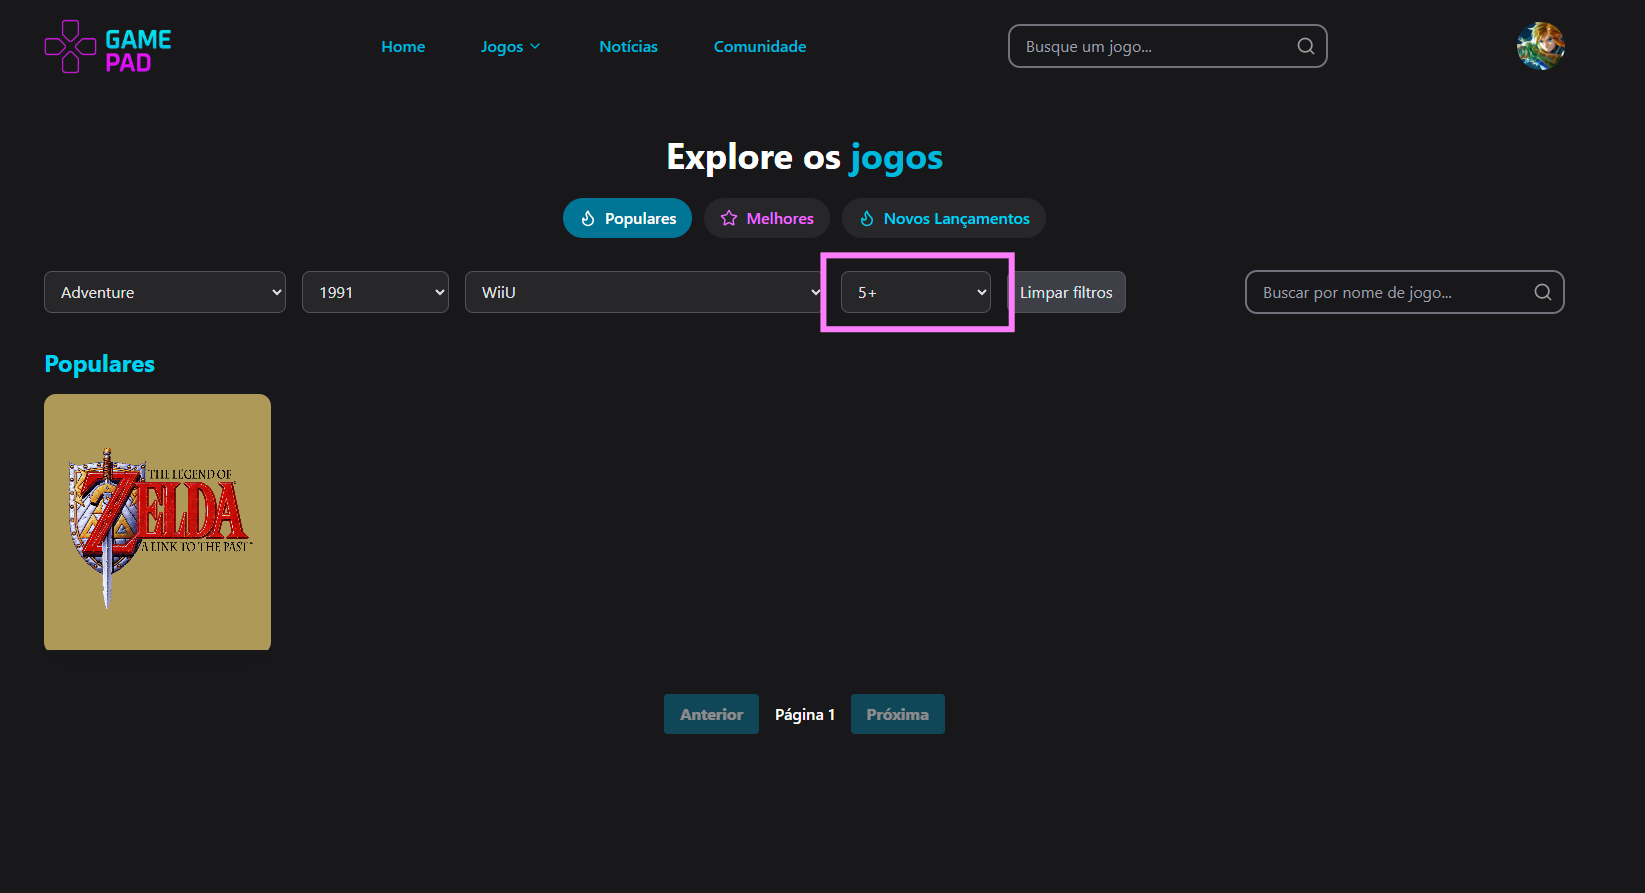 GAME
PAD
Home
Jogos
Notícias
Comunidade
Busque um jogo...
Explore os jogos
Populares
Melhores
Novos Lançamentos
Adventure
1991
WiiU
5+
Limpar filtros
Buscar por nome de jogo...
Populares
THE LEGEND OF
ZELDA
A LINK TO THE PAST
Anterior
Página 1
Próxima